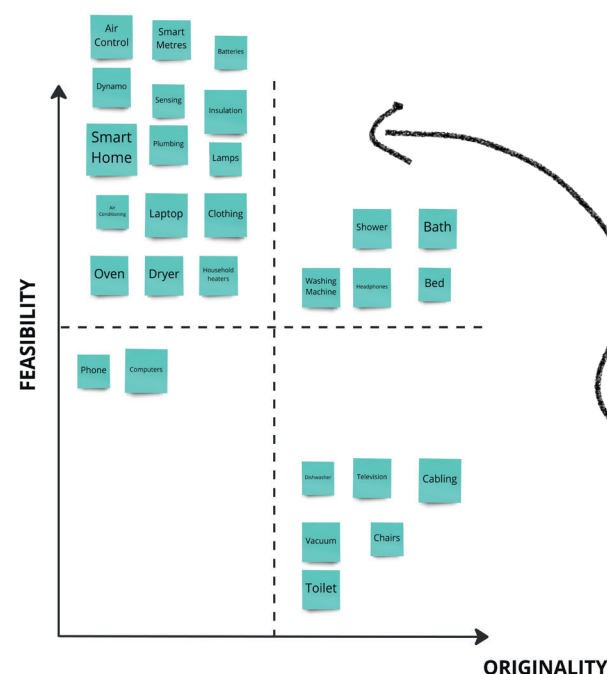 Air
Control
Smart
Metres
Batteries
Dynamo
Sensing
Insulation
Smart
Home
Plumbing
Lamps
Air
Conditioning
Laptop
Clothing
Oven
Dryer
Household
heaters
Shower
Bath
Washing
Machine
Headphones
Bed
FEASIBILITY
Phone
Computers
Dishwasher
Television
Cabling
Vacuum
Chairs
Toilet
ORIGINALITY